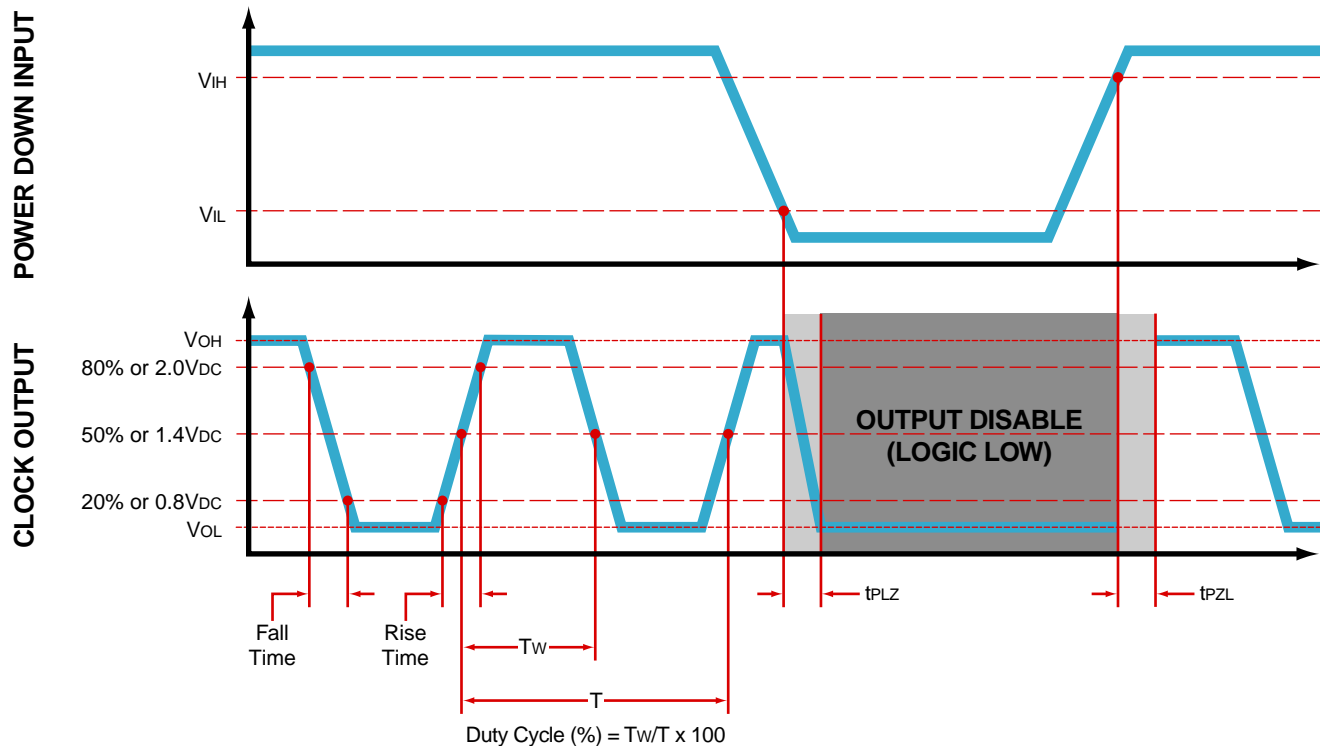 POWER DOWN INPUT
VIH
VIL
CLOCK OUTPUT
VOH
80% or 2.0VDC
50% or 1.4VDC
20% or 0.8VDC
VOL
OUTPUT DISABLE
(LOGIC LOW)
tPLZ
tPZL
Fall
Time
Rise
Time
TW
T
Duty Cycle (%) = TW/T x 100